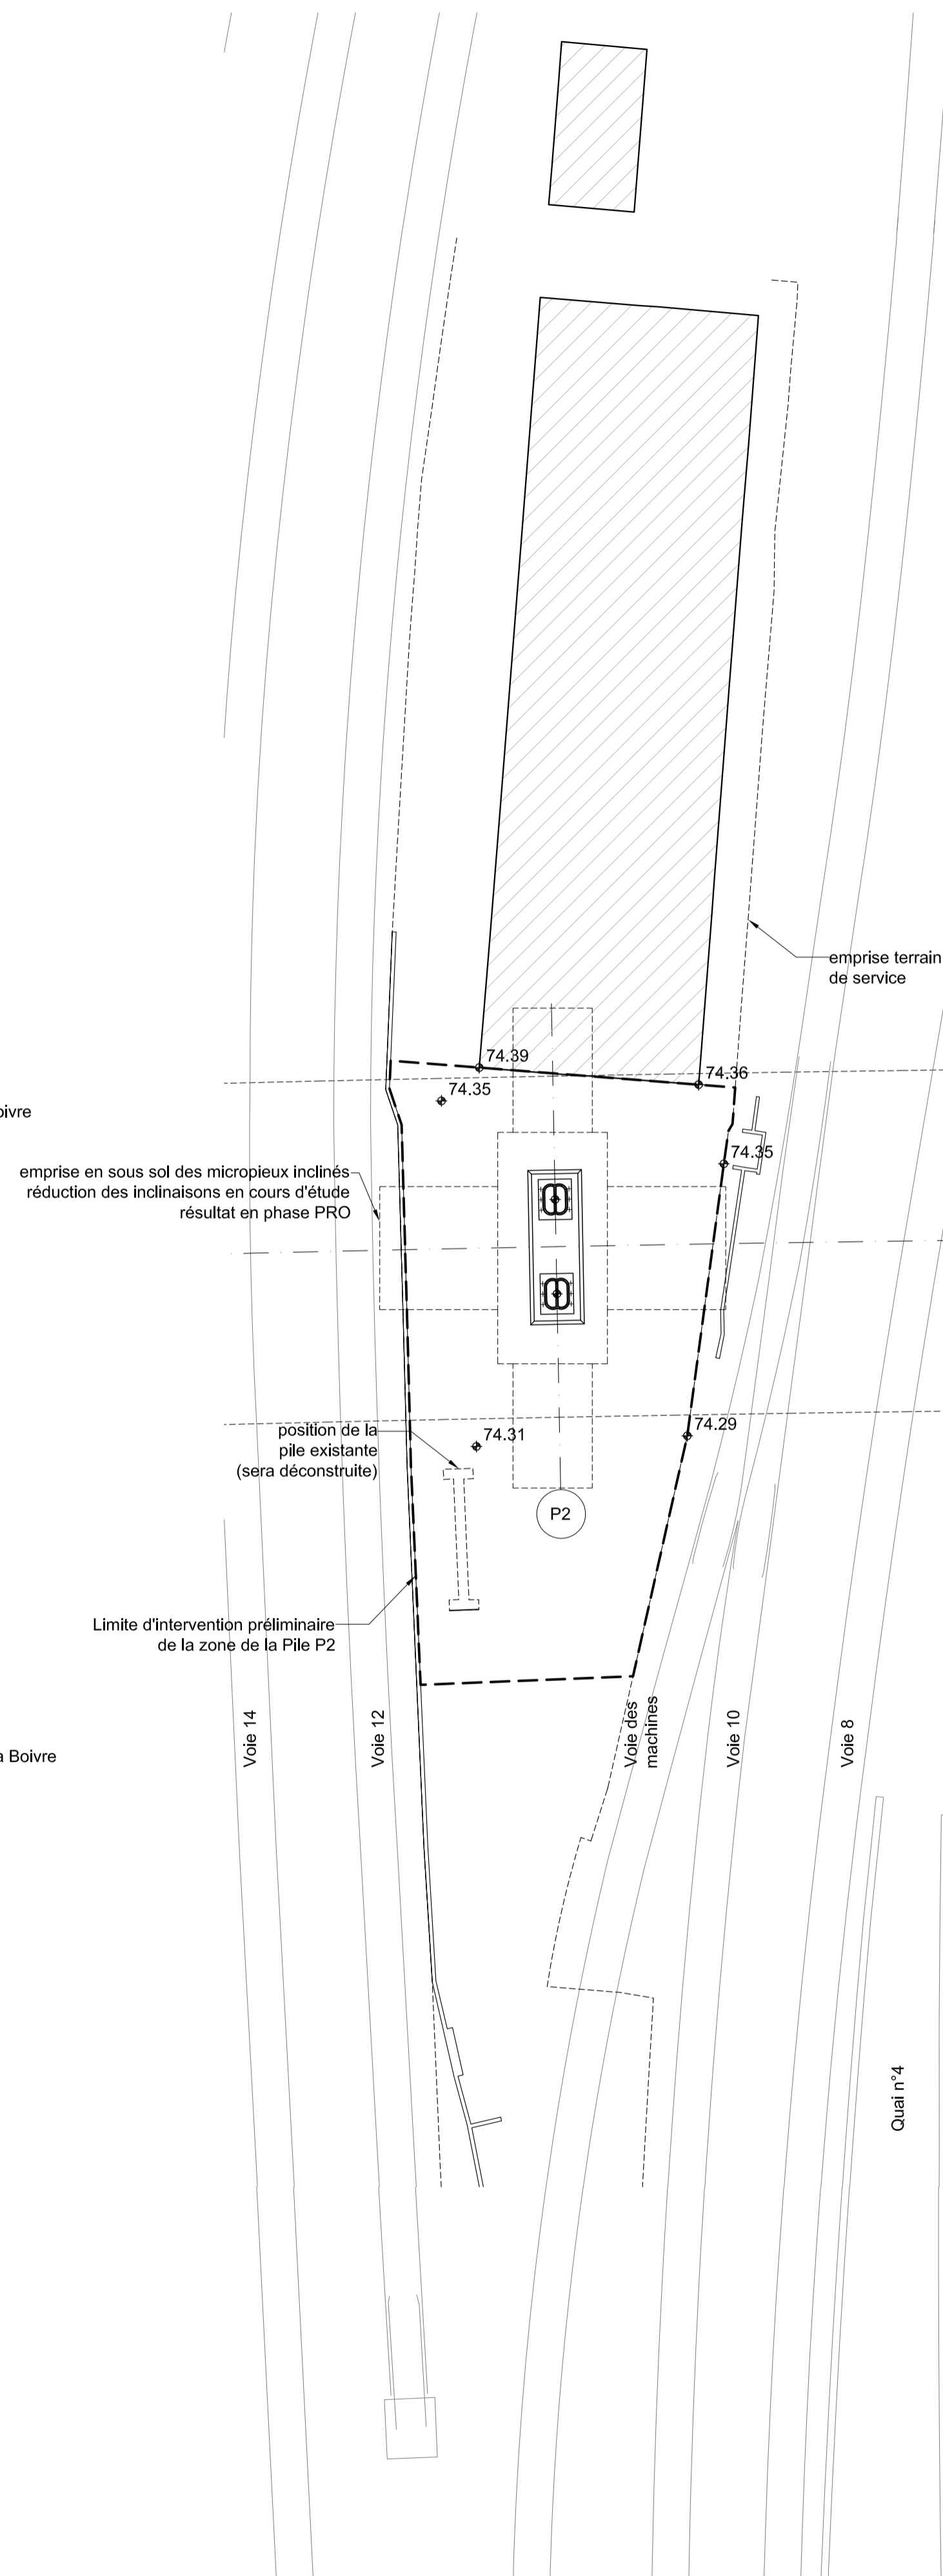 emprise terrain
de service
74.39
74.36
74.35
oivre
74.35
emprise en sous sol des micropieux inclinés
réduction des inclinaisons en cours d'étude
résultat en phase PRO
74.29
74.31
position de la
pile existante
(sera déconstruite)
P2
Limite d'intervention préliminaire
de la zone de la Pile P2
Voie 14
Voie 12
Voie des
machines
Voie 10
Voie 8
a Boivre
Quai n°4